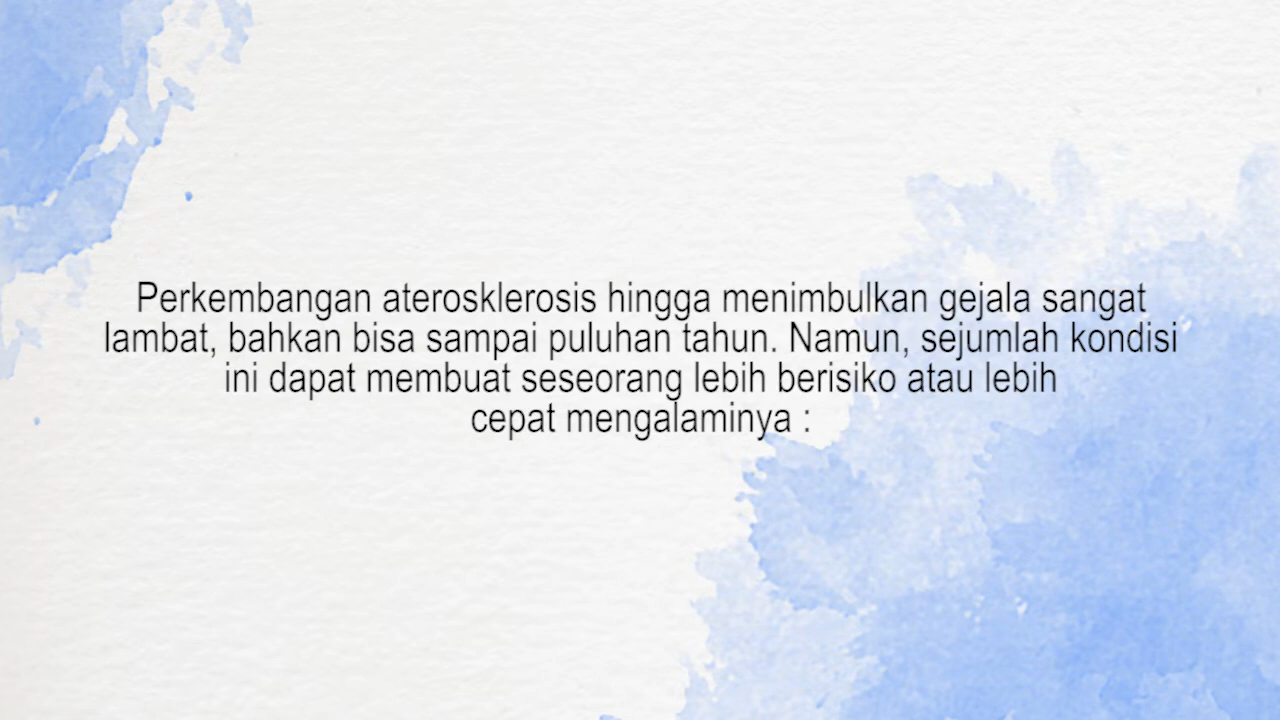 Perkembangan aterosklerosis hingga menimbulkan gejala sangat
lambat, bahkan bisa sampai puluhan tahun. Namun, sejumlah kondisi
ini dapat membuat seseorang lebih berisiko atau lebih
cepat mengalaminya :